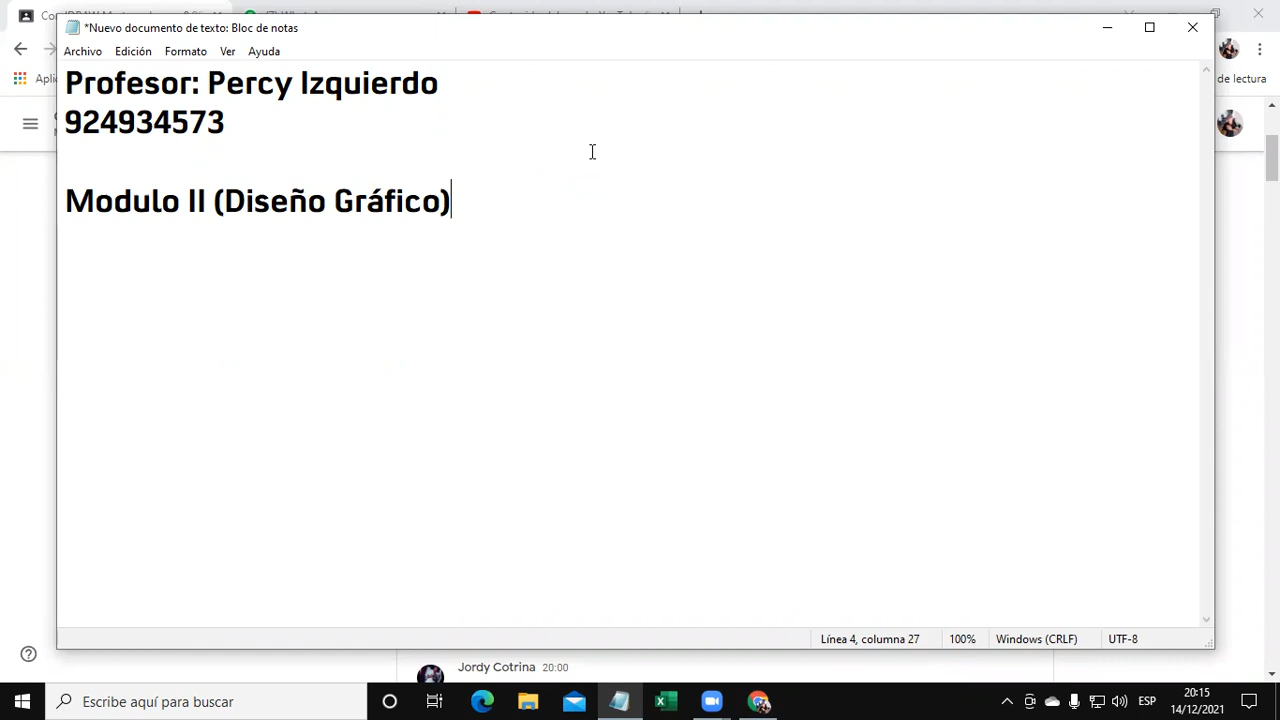 *Nuevo documento de texto: Bloc de notas
Archivo Edición Formato Ver Ayuda
de lectura
Profesor: Percy Izquierdo
924934573
Modulo II (Diseño Gráfico)
Línea 4, columna 27 100% Windows (CRLF) UTF-8
Jordy Cotrina 20:00
Escribe aquí para buscar
ESP
20:15
14/12/2021